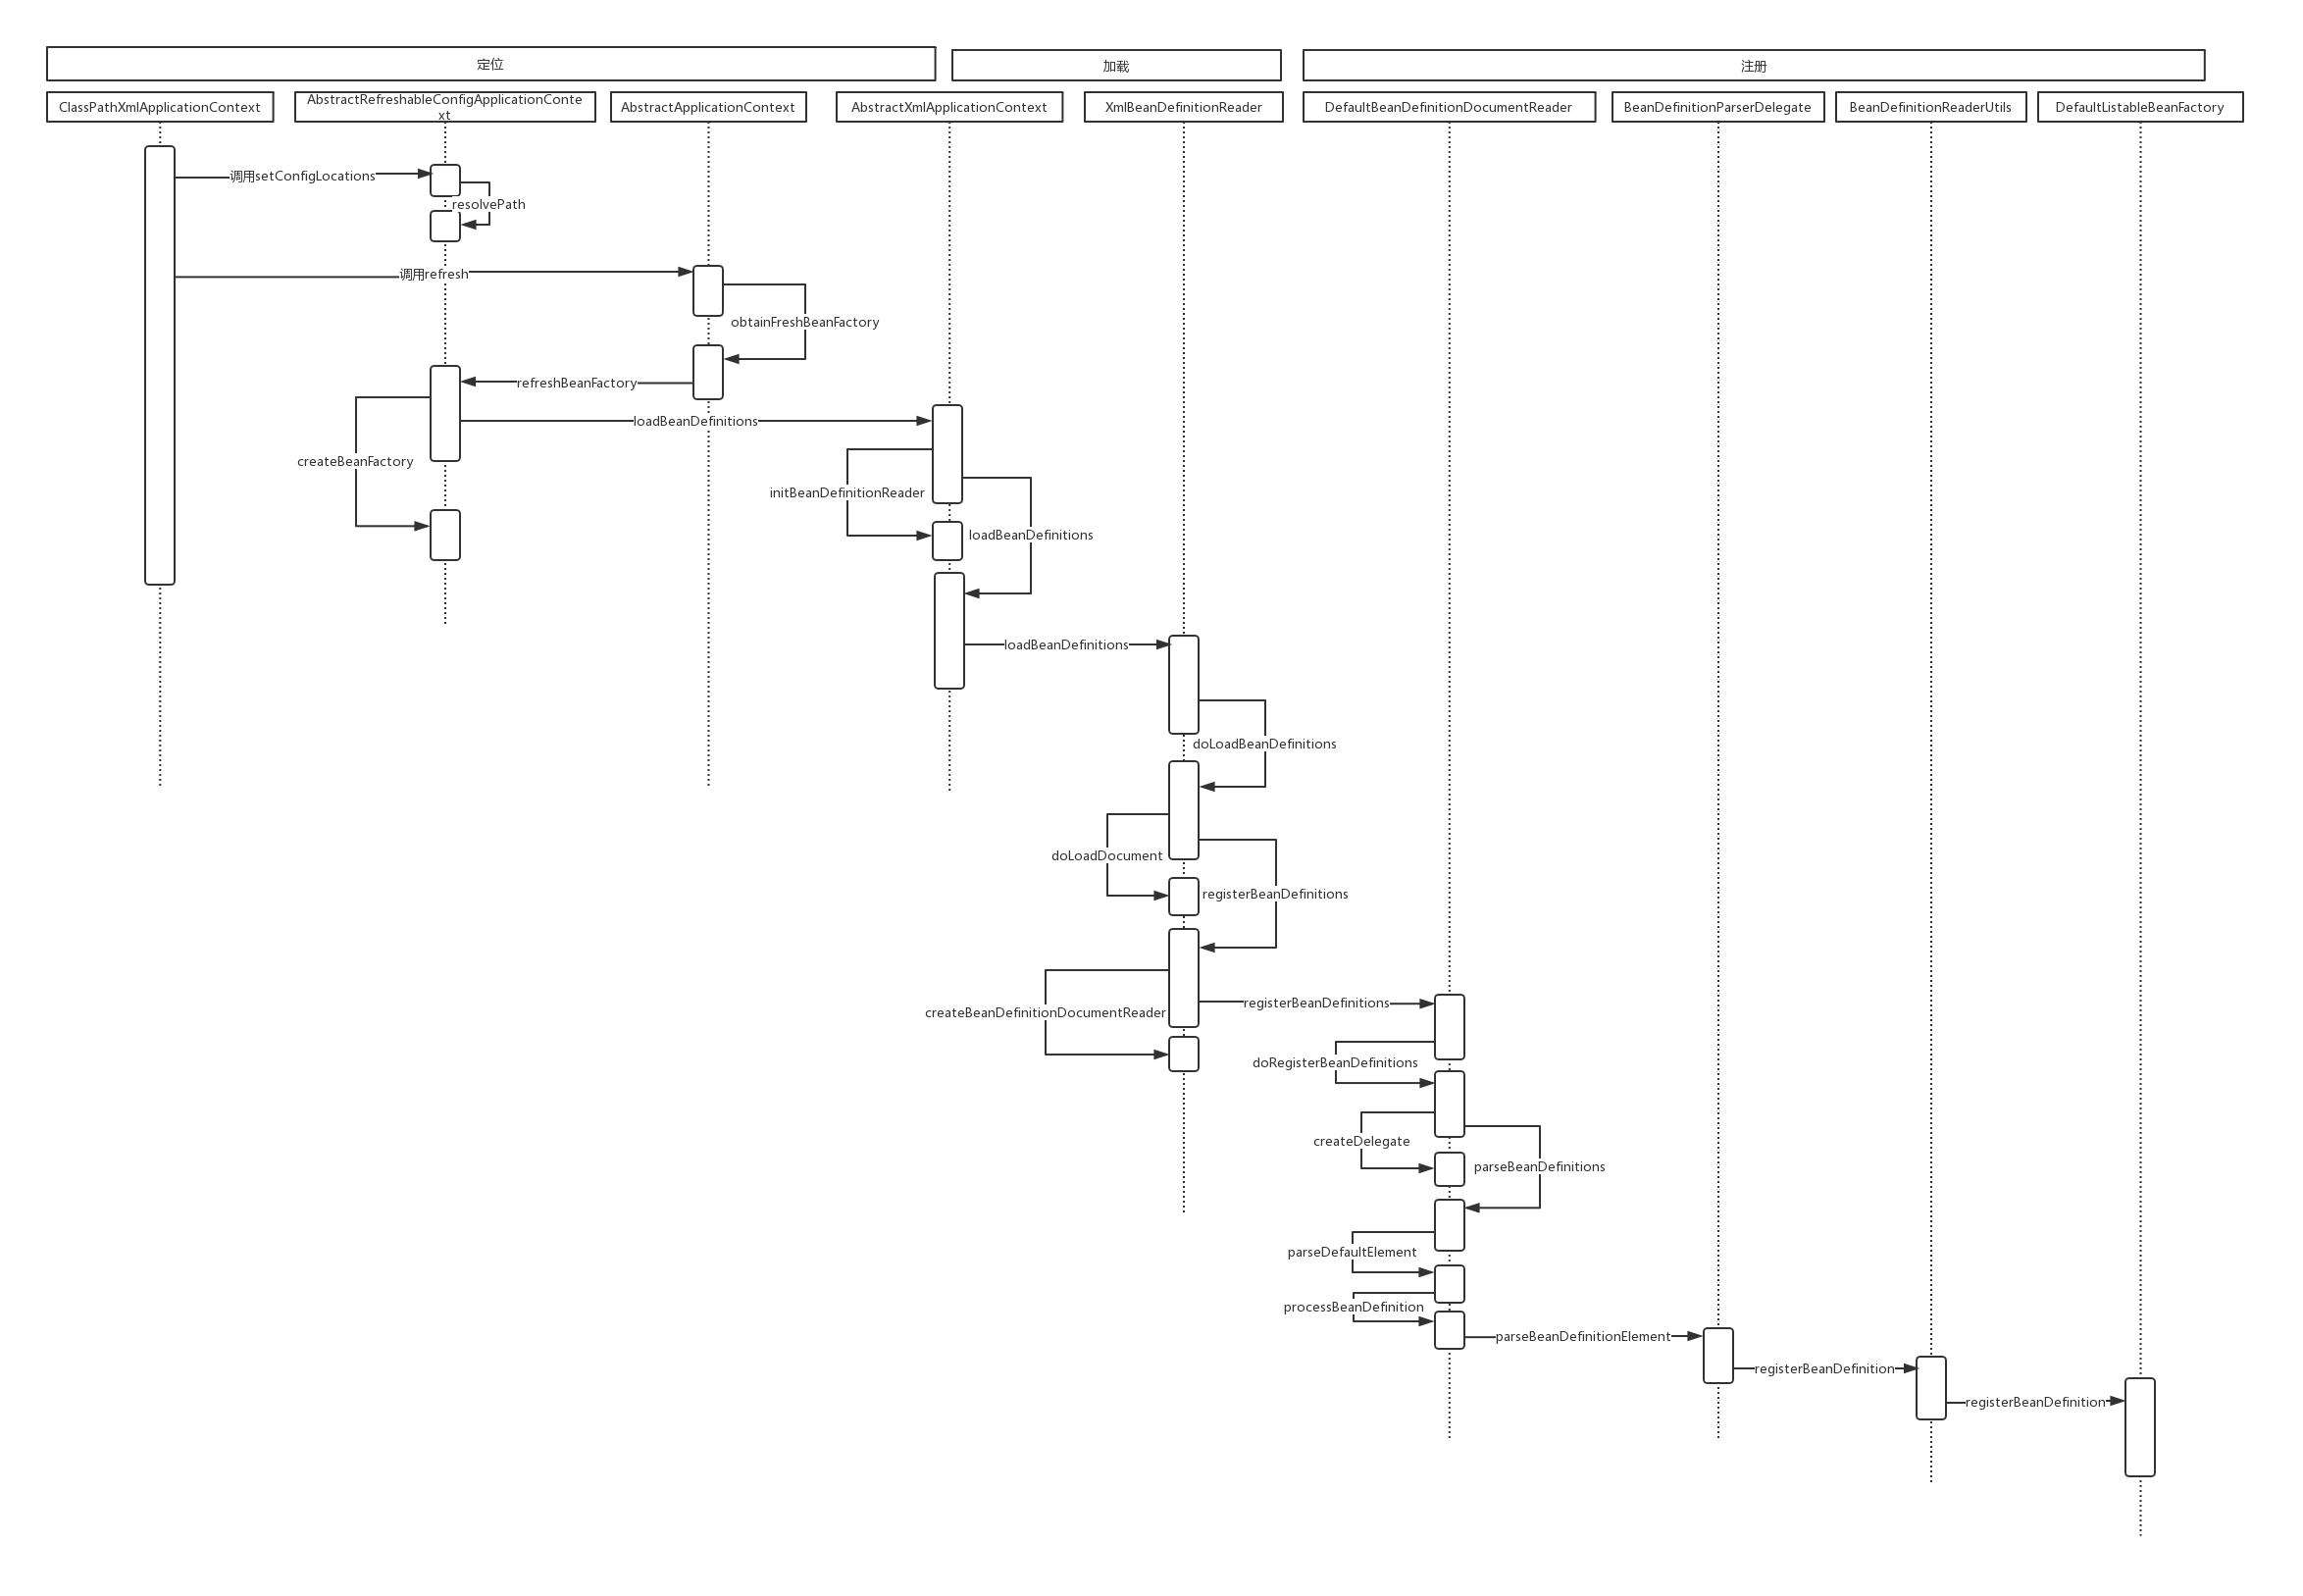 定位
加载
注册
ClassPathXmlApplicationContext
AbstractRefreshableConfigApplicationConte
xt
AbstractApplicationContext
AbstractXmlApplicationContext
XmlBeanDefinitionReader
DefaultBeanDefinitionDocumentReader
BeanDefinitionParserDelegate
BeanDefinitionReaderUtils
DefaultListableBeanFactory
调用setConfigLocations
resolvePath
调用refresh
obtainFreshBeanFactory
refreshBeanFactory
loadBeanDefinitions
createBeanFactory
initBeanDefinitionReader
loadBeanDefinitions
loadBeanDefinitions
doLoadBeanDefinitions
doLoadDocument
registerBeanDefinitions
registerBeanDefinitions
createBeanDefinitionDocumentReader
doRegisterBeanDefinitions
createDelegate
parseBeanDefinitions
parseDefaultElement
processBeanDefinition
parseBeanDefinitionElement
registerBeanDefinition
registerBeanDefinition